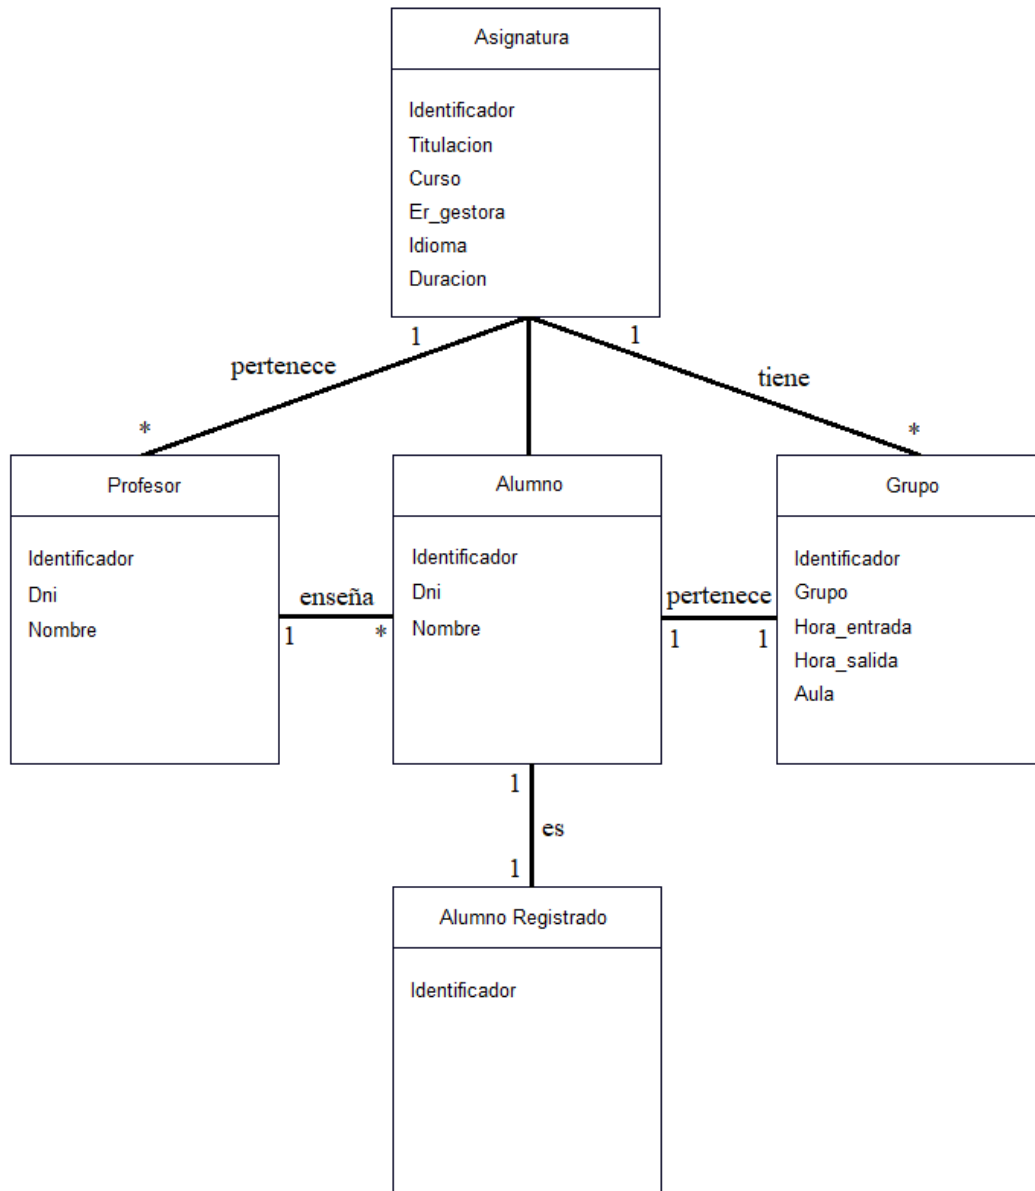 Asignatura
Identificador
Titulacion
Curso
Er_gestora
Idioma
Duracion
1
1
pertenece
tiene
*
*
Profesor
Identificador
Dni
Nombre
enseña
1
*
Alumno
Identificador
Dni
Nombre
pertenece
1
1
Grupo
Identificador
Grupo
Hora_entrada
Hora_salida
Aula
1
es
1
Alumno Registrado
Identificador